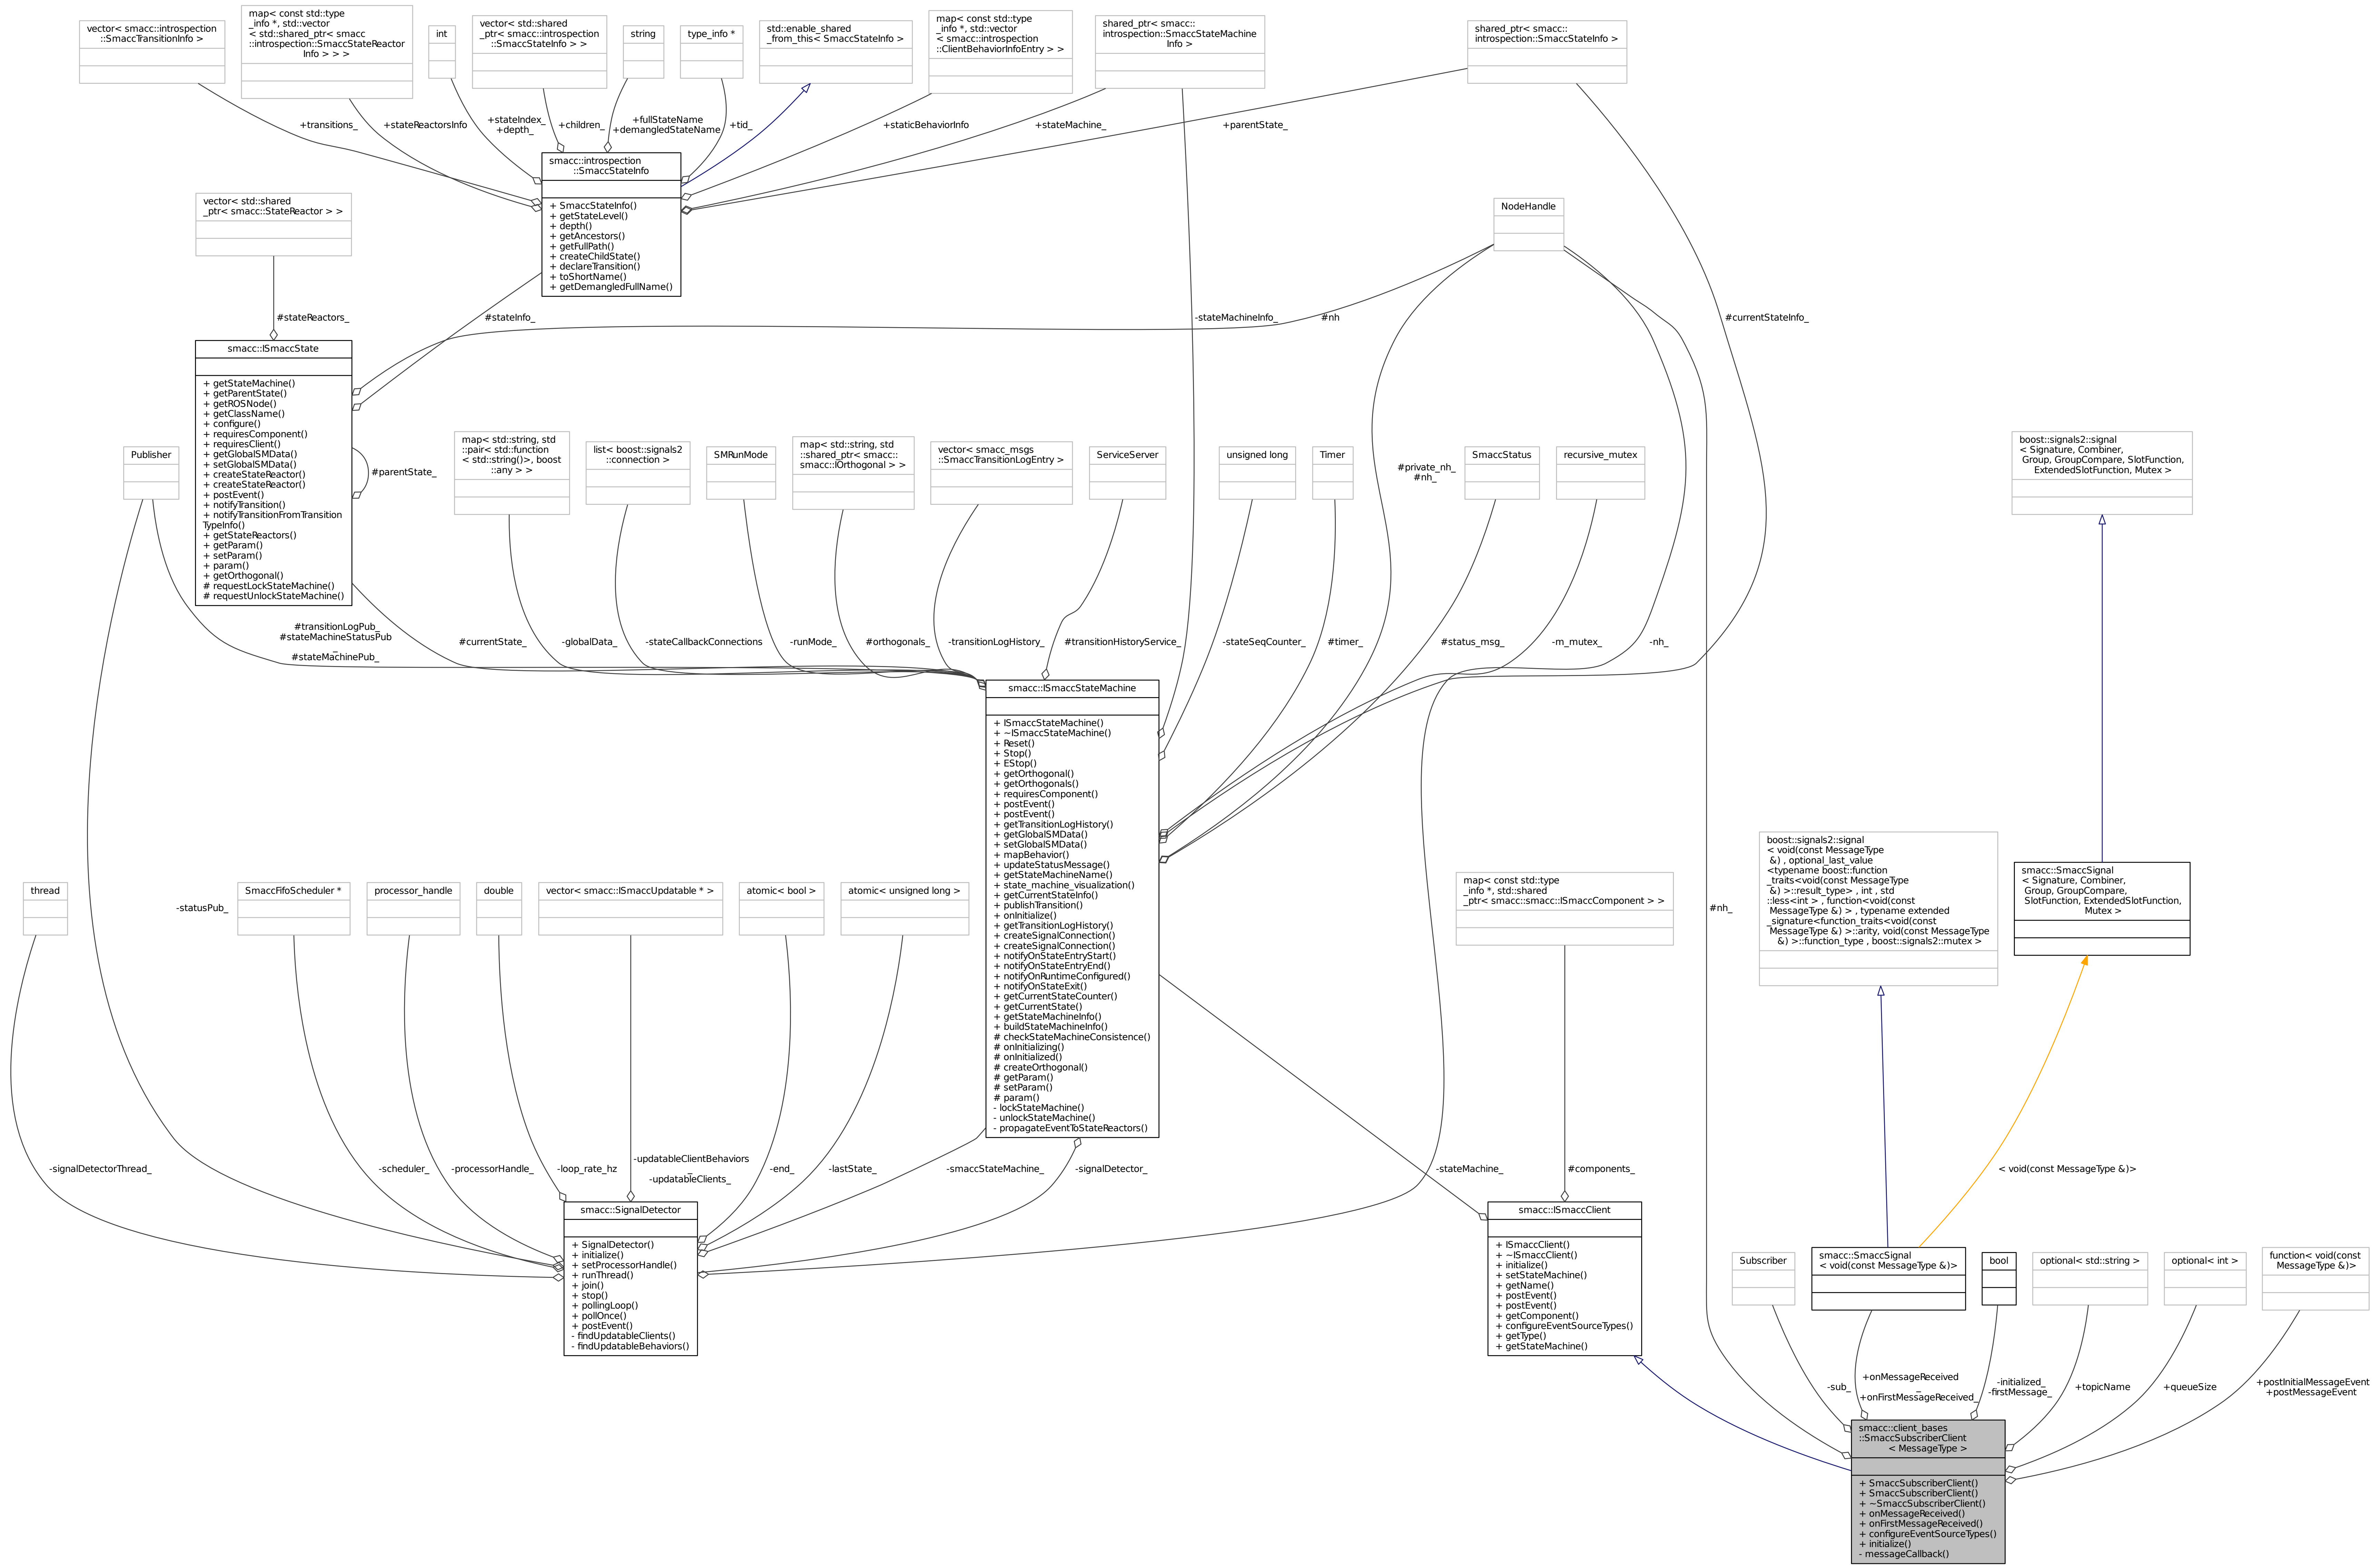 vector< smacc::introspection
::SmaccTransitionInfo >
map< const std::type
_info *, std::vector
< std::shared_ptr< smacc
::introspection::SmaccStateReactor
Info > > >
int
vector< std::shared
_ptr< smacc::introspection
::SmaccStateInfo > >
string
type_info *
std::enable_shared
_from_this< SmaccStateInfo >
map< const std::type
_info *, std::vector
< smacc::introspection
::ClientBehaviorInfoEntry > >
shared_ptr< smacc::
introspection::SmaccStateMachine
Info >
shared_ptr< smacc::
introspection::SmaccStateInfo >
+transitions_
+stateReactorsInfo
+stateIndex_
+depth_
+children_
+fullStateName
+demangledStateName
+tid_
+staticBehaviorInfo
+stateMachine_
+parentState_
smacc::introspection
::SmaccStateInfo
+ SmaccStateInfo()
+ getStateLevel()
+ depth()
+ getAncestors()
+ getFullPath()
+ createChildState()
+ declareTransition()
+ toShortName()
+ getDemangledFullName()
vector< std::shared
_ptr< smacc::StateReactor > >
NodeHandle
#stateReactors_
#stateInfo_
-stateMachineInfo_
#nh
#currentStateInfo_
smacc::ISmaccState
+ getStateMachine()
+ getParentState()
+ getROSNode()
+ getClassName()
+ configure()
+ requiresComponent()
+ requiresClient()
+ getGlobalSMData()
+ setGlobalSMData()
+ createStateReactor()
+ createStateReactor()
+ postEvent()
+ notifyTransition()
+ notifyTransitionFromTransition
TypeInfo()
+ getStateReactors()
+ getParam()
+ setParam()
+ param()
+ getOrthogonal()
# requestLockStateMachine()
# requestUnlockStateMachine()
#parentState_
Publisher
map< std::string, std
::pair< std::function
< std::string()>, boost
::any > >
list< boost::signals2
::connection >
SMRunMode
map< std::string, std
::shared_ptr< smacc::
smacc::IOrthogonal > >
vector< smacc_msgs
::SmaccTransitionLogEntry >
ServiceServer
unsigned long
Timer
#private_nh_
#nh_
SmaccStatus
recursive_mutex
boost::signals2::signal
< Signature, Combiner,
Group, GroupCompare, SlotFunction,
ExtendedSlotFunction, Mutex >
#transitionLogPub_
#stateMachineStatusPub
_
#stateMachinePub_
#currentState_
-globalData_
-stateCallbackConnections
-runMode_
#orthogonals_
-transitionLogHistory_
#transitionHistoryService_
-stateSeqCounter_
#timer_
#status_msg_
-m_mutex_
-nh_
smacc::ISmaccStateMachine
+ ISmaccStateMachine()
+ ~ISmaccStateMachine()
+ Reset()
+ Stop()
+ EStop()
+ getOrthogonal()
+ getOrthogonals()
+ requiresComponent()
+ postEvent()
+ postEvent()
+ getTransitionLogHistory()
+ getGlobalSMData()
+ setGlobalSMData()
+ mapBehavior()
+ updateStatusMessage()
+ getStateMachineName()
+ state_machine_visualization()
+ getCurrentStateInfo()
+ publishTransition()
+ onInitialize()
+ getTransitionLogHistory()
+ createSignalConnection()
+ createSignalConnection()
+ notifyOnStateEntryStart()
+ notifyOnStateEntryEnd()
+ notifyOnRuntimeConfigured()
+ notifyOnStateExit()
+ getCurrentStateCounter()
+ getCurrentState()
+ getStateMachineInfo()
+ buildStateMachineInfo()
# checkStateMachineConsistence()
# onInitializing()
# onInitialized()
# createOrthogonal()
# getParam()
# setParam()
# param()
- lockStateMachine()
- unlockStateMachine()
- propagateEventToStateReactors()
boost::signals2::signal
< void(const MessageType
&) , optional_last_value
<typename boost::function
_traits<void(const MessageType
&) >::result_type> , int , std
::less<int > , function<void(const
MessageType &) > , typename extended
_signature<function_traits<void(const
MessageType &) >::arity, void(const MessageType
&) >::function_type , boost::signals2::mutex >
smacc::SmaccSignal
< Signature, Combiner,
Group, GroupCompare,
SlotFunction, ExtendedSlotFunction,
Mutex >
thread
-statusPub_
SmaccFifoScheduler *
processor_handle
double
vector< smacc::ISmaccUpdatable * >
atomic< bool >
atomic< unsigned long >
map< const std::type
_info *, std::shared
_ptr< smacc::smacc::ISmaccComponent > >
#nh_
-signalDetectorThread_
-scheduler_
-processorHandle_
-loop_rate_hz
-updatableClientBehaviors
_
-updatableClients_
-end_
-lastState_
-smaccStateMachine_
-signalDetector_
-stateMachine_
#components_
< void(const MessageType &)>
smacc::SignalDetector
+ SignalDetector()
+ initialize()
+ setProcessorHandle()
+ runThread()
+ join()
+ stop()
+ pollingLoop()
+ pollOnce()
+ postEvent()
- findUpdatableClients()
- findUpdatableBehaviors()
smacc::ISmaccClient
+ ISmaccClient()
+ ~ISmaccClient()
+ initialize()
+ setStateMachine()
+ getName()
+ postEvent()
+ postEvent()
+ getComponent()
+ configureEventSourceTypes()
+ getType()
+ getStateMachine()
Subscriber
smacc::SmaccSignal
< void(const MessageType &)>
bool
optional< std::string >
optional< int >
function< void(const
MessageType &)>
-sub_
+onMessageReceived
_
+onFirstMessageReceived_
-initialized_
-firstMessage_
+topicName
+queueSize
+postInitialMessageEvent
+postMessageEvent
smacc::client_bases
::SmaccSubscriberClient
< MessageType >
+ SmaccSubscriberClient()
+ SmaccSubscriberClient()
+ ~SmaccSubscriberClient()
+ onMessageReceived()
+ onFirstMessageReceived()
+ configureEventSourceTypes()
+ initialize()
- messageCallback()